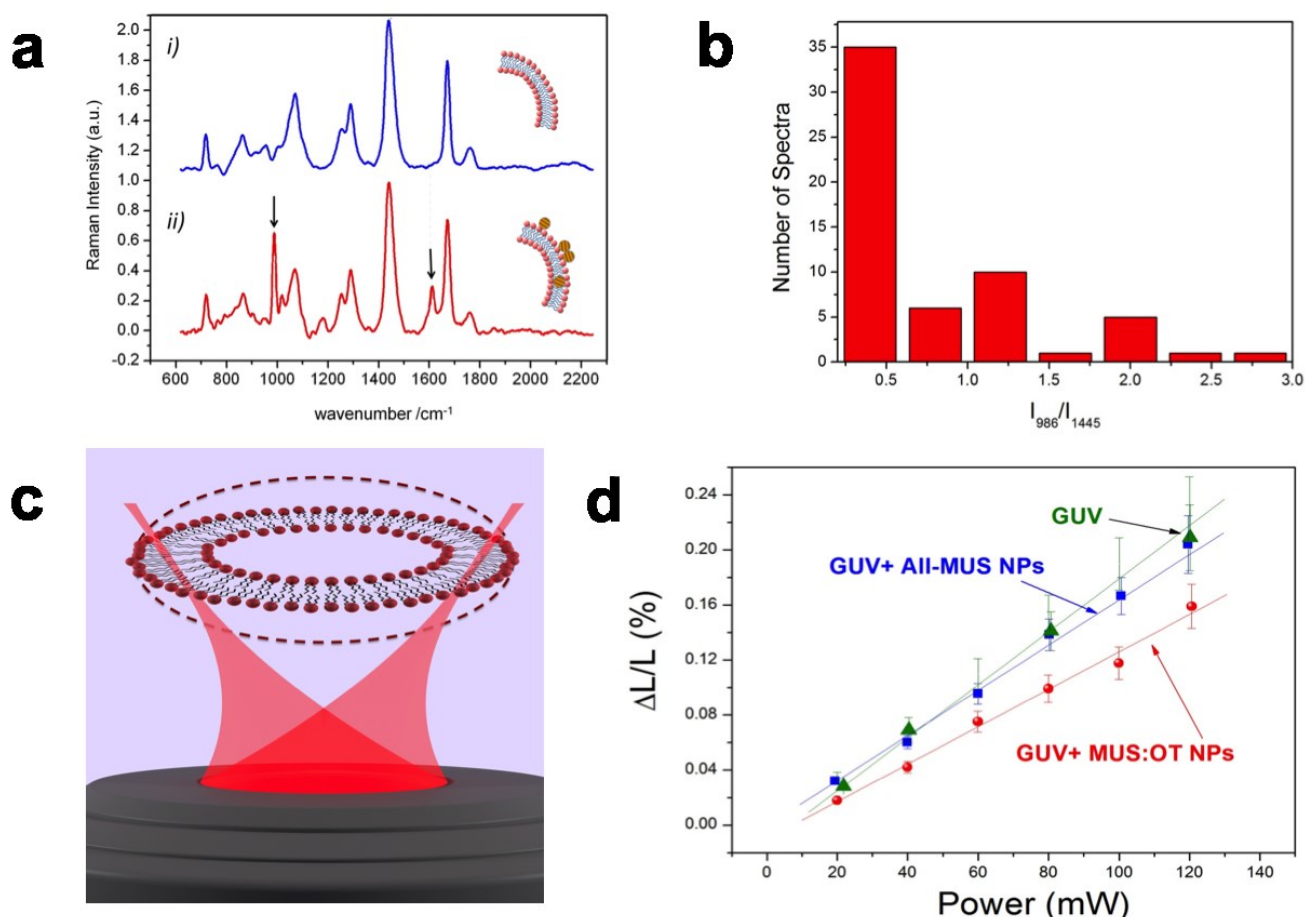 a
i)
ii)
Raman Intensity (a.u.)
2.0
1.8
1.6
1.4
1.2
1.0
0.8
0.6
0.4
0.2
0.0
-0.2
600 800 1000 1200 1400 1600 1800 2000 2200
wavenumber /cm⁻¹
b
Number of Spectra
35
30
25
20
15
10
5
0
0.5 1.0 1.5 2.0 2.5 3.0
I₉₈₆/I₁₄₄₅
c
d
ΔL/L (%)
0.24
0.20
0.16
0.12
0.08
0.04
0.00
GUV
GUV+ All-MUS NPs
GUV+ MUS:OT NPs
0 20 40 60 80 100 120 140
Power (mW)